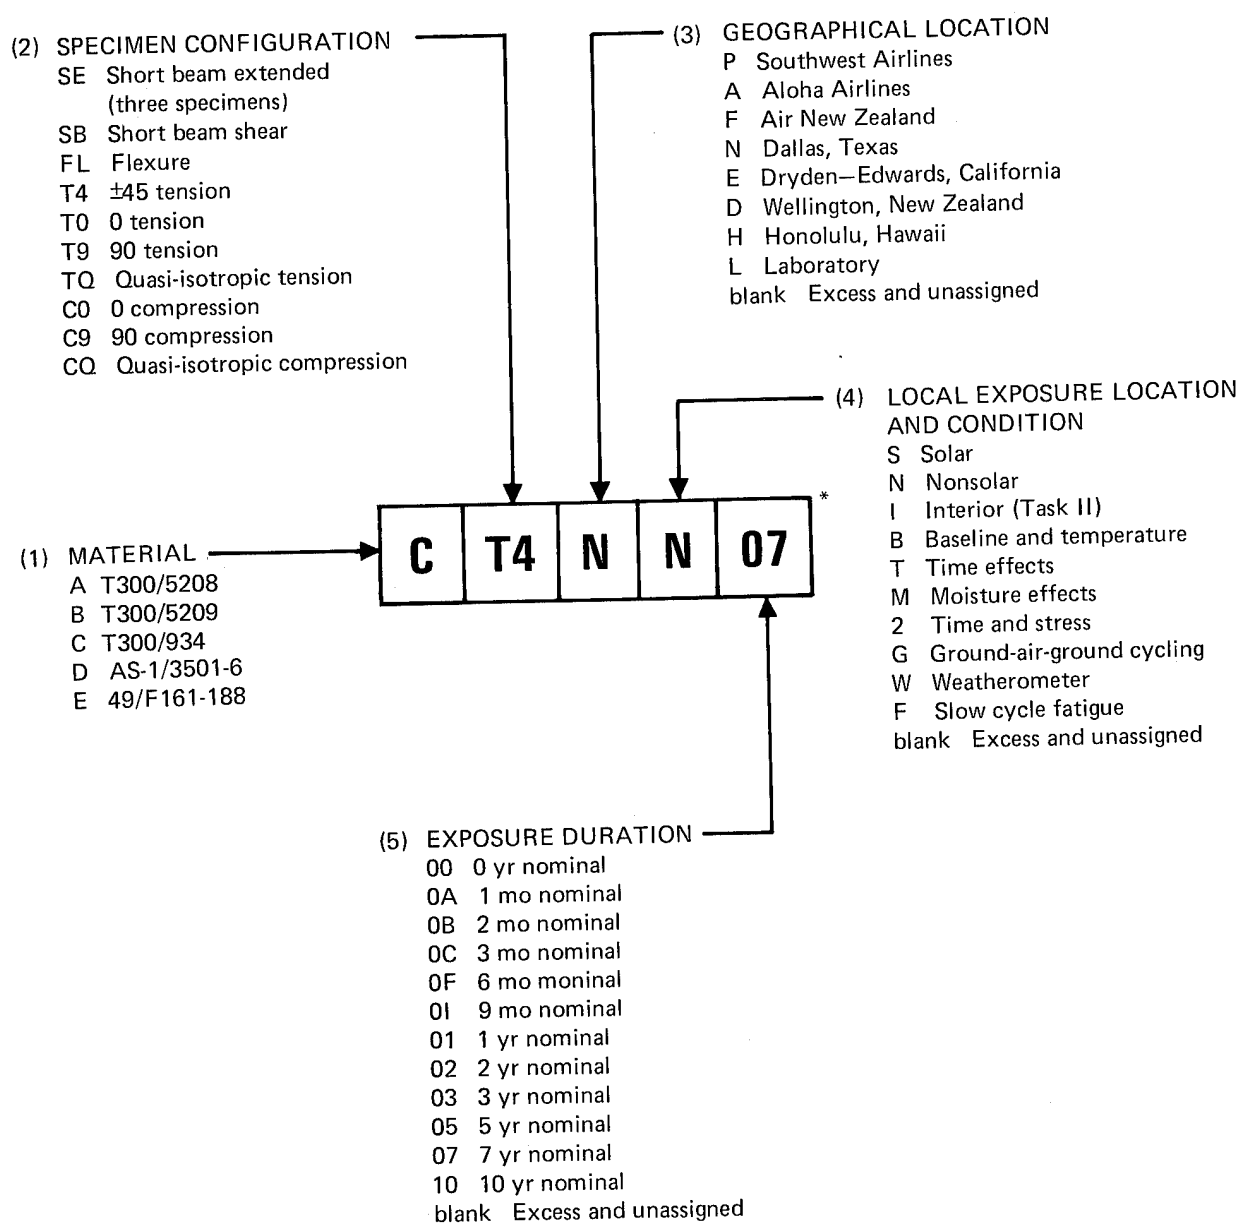 (2) SPECIMEN CONFIGURATION
SE Short beam extended
(three specimens)
SB Short beam shear
FL Flexure
T4 ±45 tension
T0 0 tension
T9 90 tension
TQ Quasi-isotropic tension
C0 0 compression
C9 90 compression
CQ Quasi-isotropic compression
(3) GEOGRAPHICAL LOCATION
P Southwest Airlines
A Aloha Airlines
F Air New Zealand
N Dallas, Texas
E Dryden—Edwards, California
D Wellington, New Zealand
H Honolulu, Hawaii
L Laboratory
blank Excess and unassigned
(4) LOCAL EXPOSURE LOCATION
AND CONDITION
S Solar
N Nonsolar
I Interior (Task II)
B Baseline and temperature
T Time effects
M Moisture effects
2 Time and stress
G Ground-air-ground cycling
W Weatherometer
F Slow cycle fatigue
blank Excess and unassigned
C T4 N N 07 *
(1) MATERIAL
A T300/5208
B T300/5209
C T300/934
D AS-1/3501-6
E 49/F161-188
(5) EXPOSURE DURATION
00 0 yr nominal
0A 1 mo nominal
0B 2 mo nominal
0C 3 mo nominal
0F 6 mo moninal
0I 9 mo nominal
01 1 yr nominal
02 2 yr nominal
03 3 yr nominal
05 5 yr nominal
07 7 yr nominal
10 10 yr nominal
blank Excess and unassigned